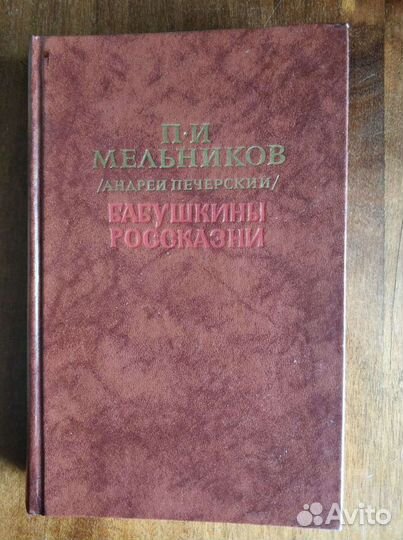 П·И
МЕЛЬНИКОВ
/АНДРЕЙ ПЕЧЕРСКИЙ/
БАБУШКИНЫ
РОССКАЗНИ
Avito